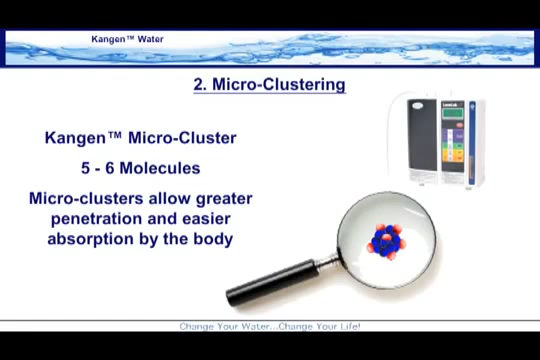 Kangen™ Water
2. Micro-Clustering
Kangen™ Micro-Cluster
5 - 6 Molecules
Micro-clusters allow greater
penetration and easier
absorption by the body
Change Your Water...Change Your Life!